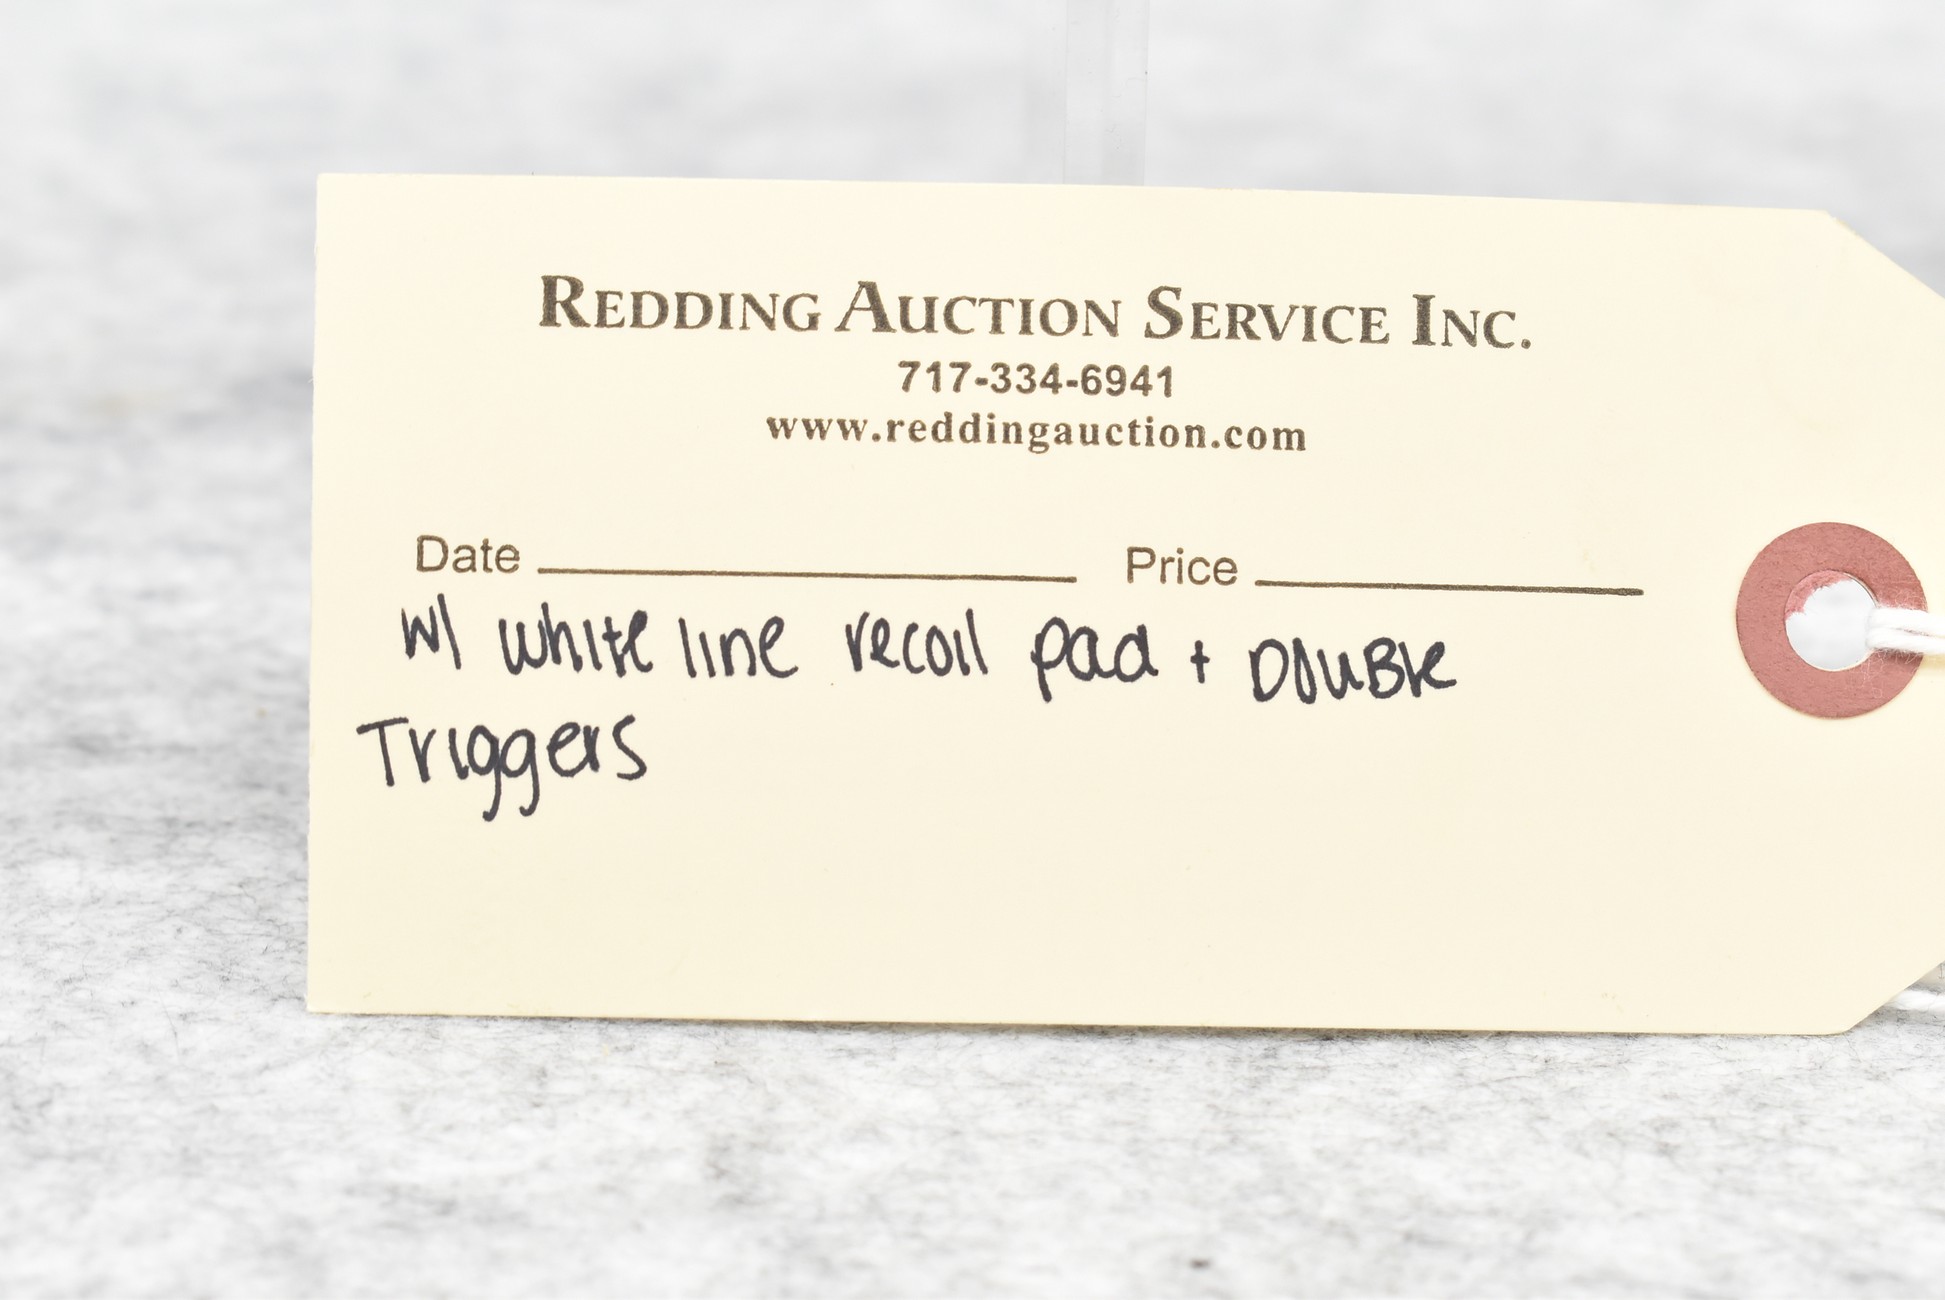 REDDING AUCTION SERVICE INC.
717-334-6941
www.reddingauction.com
Date Price
w/ white line recoil pad + DOUBle
Triggers